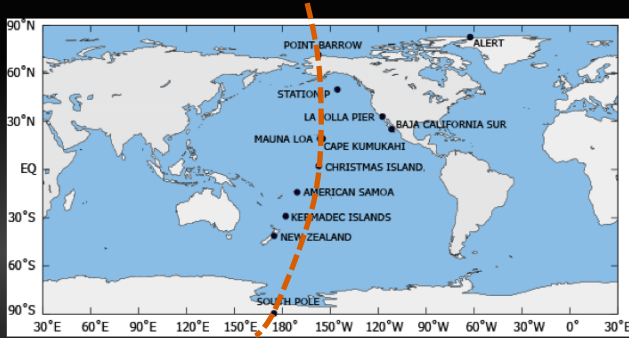 90°N
POINT BARROW
ALERT
60°N
STATION P
30°N
LA JOLLA PIER
BAJA CALIFORNIA SUR
MAUNA LOA
CAPE KUMUKAHI
EQ
CHRISTMAS ISLAND
AMERICAN SAMOA
30°S
KERMADEC ISLANDS
NEW ZEALAND
60°S
SOUTH POLE
90°S
30°E 60°E 90°E 120°E 150°E 180° 150°W 120°W 90°W 60°W 30°W 0° 30°E